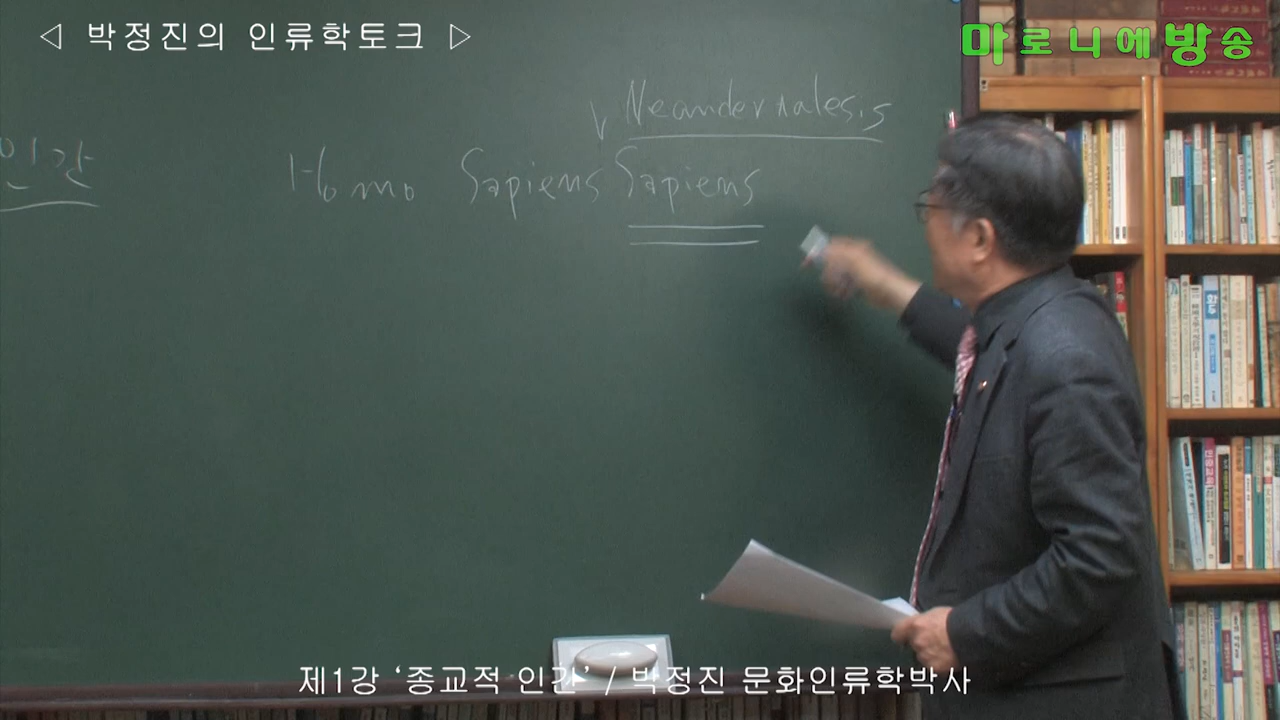 ◁ 박정진의 인류학토크 ▷
마로니에방송
Neandernalesis
인간
Homo Sapiens Sapiens
제1강 ‘종교적 인간’ / 박정진 문화인류학박사